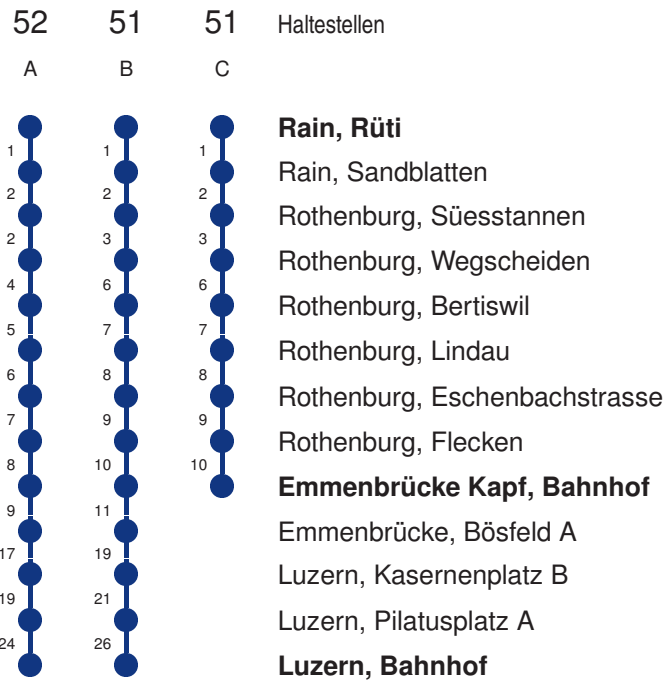 52 51 51 Haltestellen
A B C
Rain, Rüti
1 1 1
Rain, Sandblatten
2 2 2
Rothenburg, Süesstannen
2 3 3
Rothenburg, Wegscheiden
4 6 6
Rothenburg, Bertiswil
5 7 7
Rothenburg, Lindau
6 8 8
Rothenburg, Eschenbachstrasse
7 9 9
Rothenburg, Flecken
8 10 10
Emmenbrücke Kapf, Bahnhof
9 11
Emmenbrücke, Bösfeld A
17 19
Luzern, Kasernenplatz B
19 21
Luzern, Pilatusplatz A
24 26
Luzern, Bahnhof